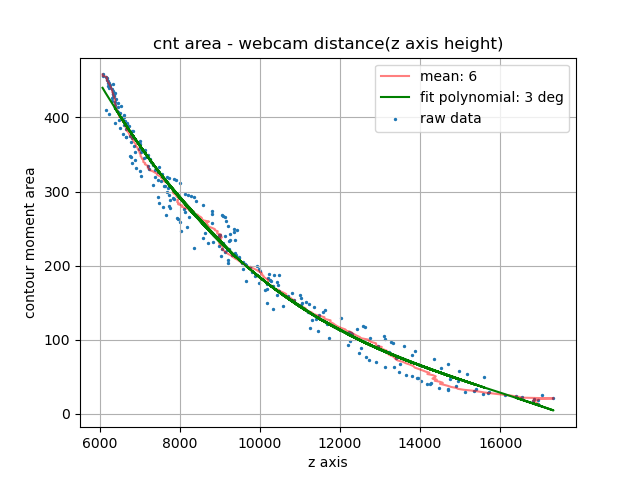 cnt area - webcam distance(z axis height)
mean: 6
fit polynomial: 3 deg
raw data
400
300
200
100
0
contour moment area
6000 8000 10000 12000 14000 16000
z axis